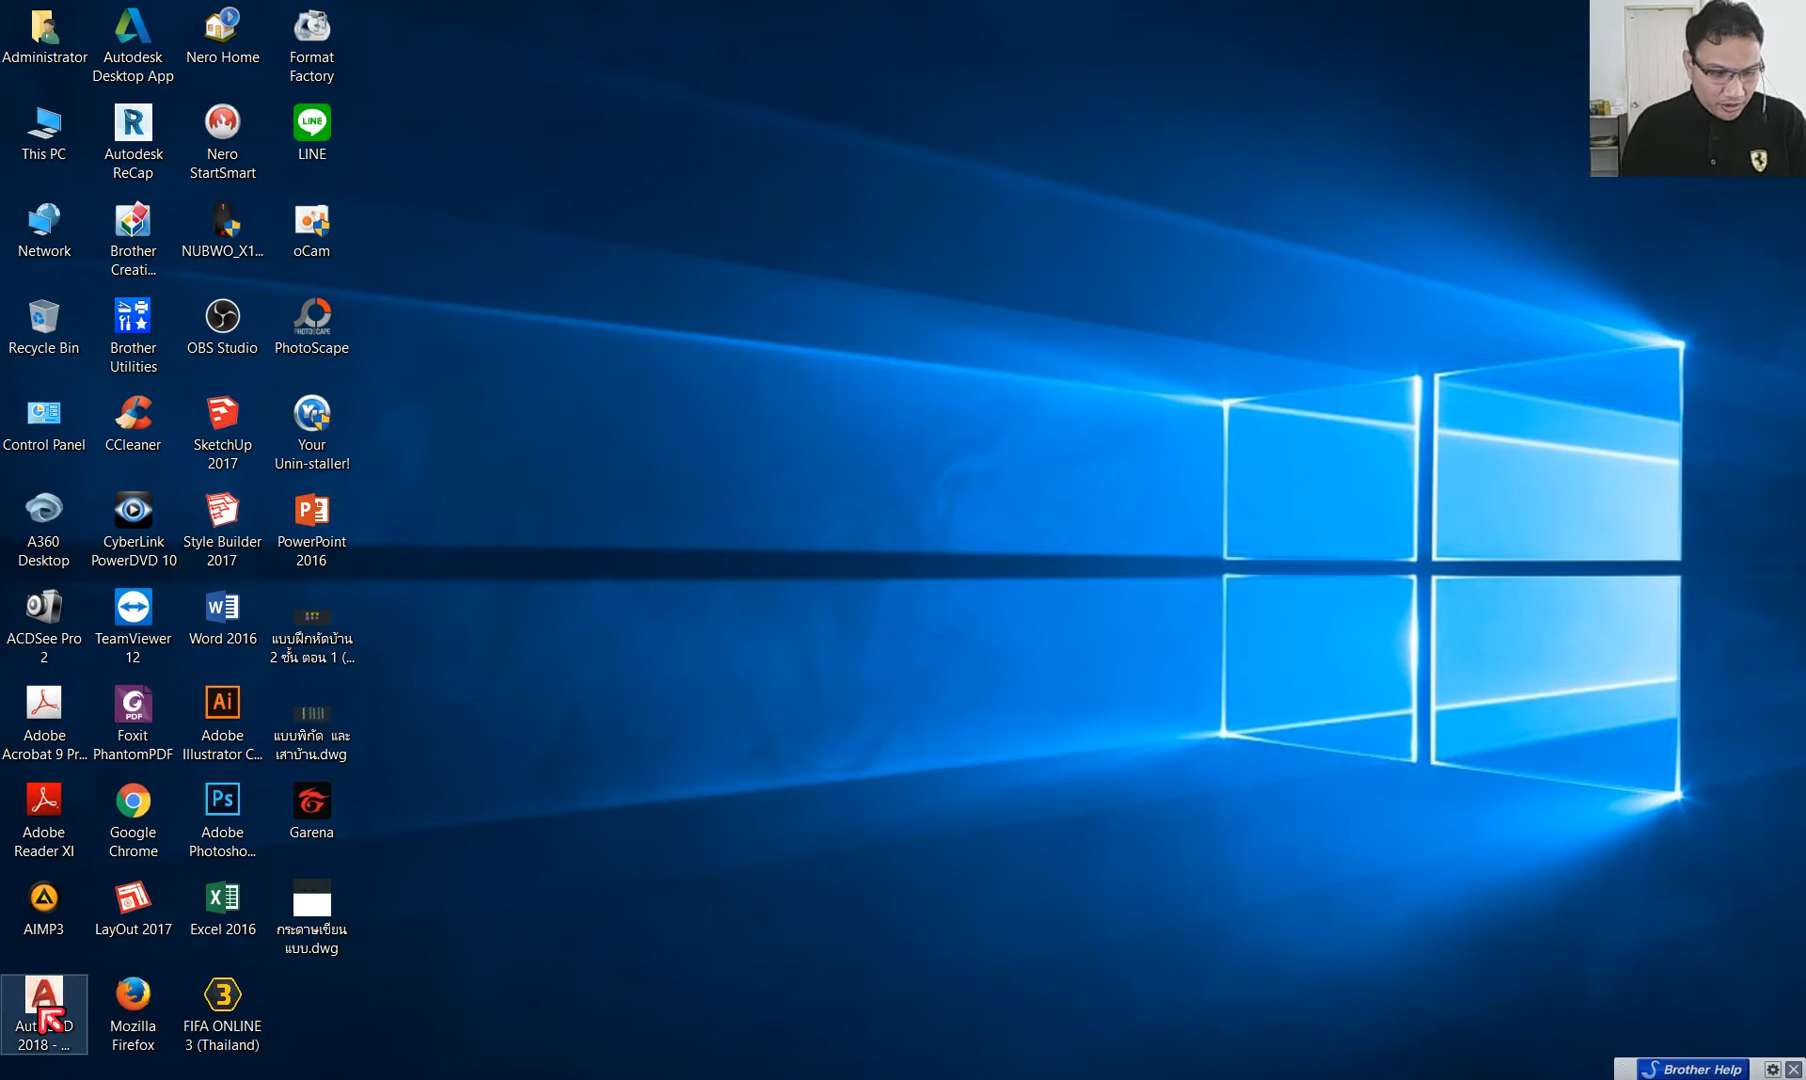 Administrator
Autodesk
Desktop App
Nero Home
Format
Factory
This PC
Autodesk
ReCap
Nero
StartSmart
LINE
LINE
Network
Brother
Creati...
NUBWO_X1...
oCam
Recycle Bin
Brother
Utilities
OBS Studio
PHOTOSCAPE
PhotoScape
Control Panel
CCleaner
SketchUp
2017
Your
Unin-staller!
A360
Desktop
CyberLink
PowerDVD 10
Style Builder
2017
PowerPoint
2016
ACDSee Pro
2
TeamViewer
12
Word 2016
แบบฝึกหัดบ้าน
2 ชั้น ตอน 1 (...
Adobe
Acrobat 9 Pr...
PDF
Foxit
PhantomPDF
Ai
Adobe
Illustrator C...
แบบพิกัด และ
เสาบ้าน.dwg
Adobe
Reader XI
Google
Chrome
Ps
Adobe
Photosho...
Garena
AIMP3
LayOut 2017
Excel 2016
กระดาษเขียน
แบบ.dwg
2018 - ...
Mozilla
Firefox
3
FIFA ONLINE
3 (Thailand)
Brother Help